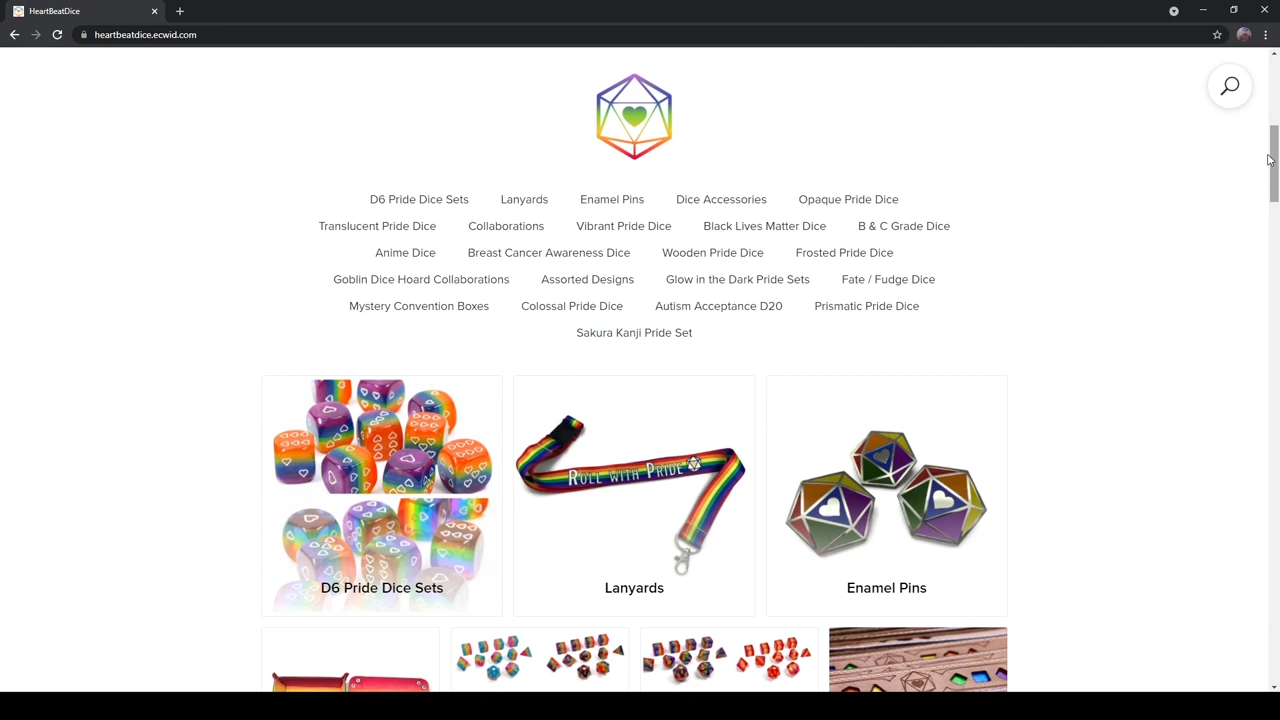 HeartBeatDice
heartbeatdice.ecwid.com
D6 Pride Dice Sets Lanyards Enamel Pins Dice Accessories Opaque Pride Dice
Translucent Pride Dice Collaborations Vibrant Pride Dice Black Lives Matter Dice B & C Grade Dice
Anime Dice Breast Cancer Awareness Dice Wooden Pride Dice Frosted Pride Dice
Goblin Dice Hoard Collaborations Assorted Designs Glow in the Dark Pride Sets Fate / Fudge Dice
Mystery Convention Boxes Colossal Pride Dice Autism Acceptance D20 Prismatic Pride Dice
Sakura Kanji Pride Set
ROLL WITH PRIDE
D6 Pride Dice Sets Lanyards Enamel Pins